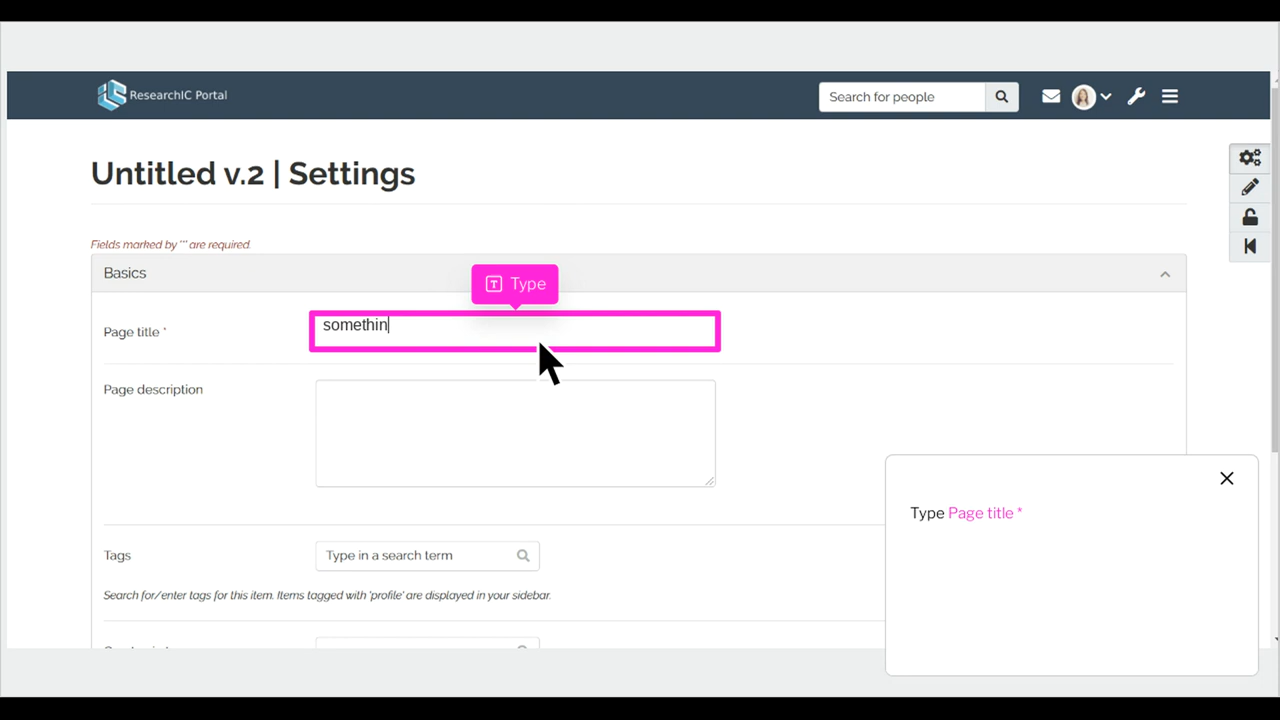 ResearchIC Portal
Search for people
Untitled v.2 | Settings
Fields marked by '*' are required.
Basics
Type
Page title *
somethin
Page description
Type Page title *
Tags
Type in a search term
Search for/enter tags for this item. Items tagged with 'profile' are displayed in your sidebar.